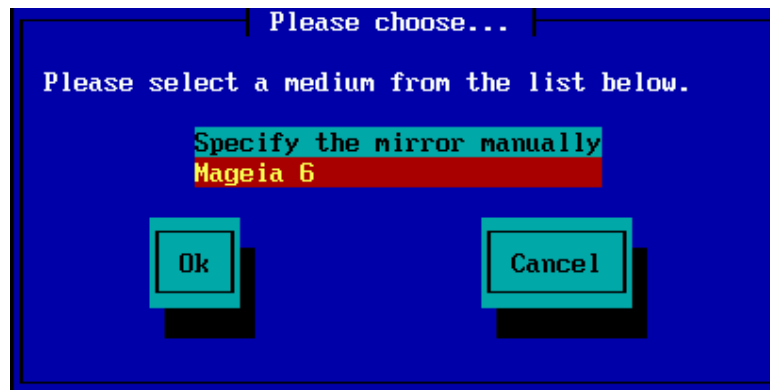 Please choose...
Please select a medium from the list below.
Specify the mirror manually
Mageia 6
Ok
Cancel